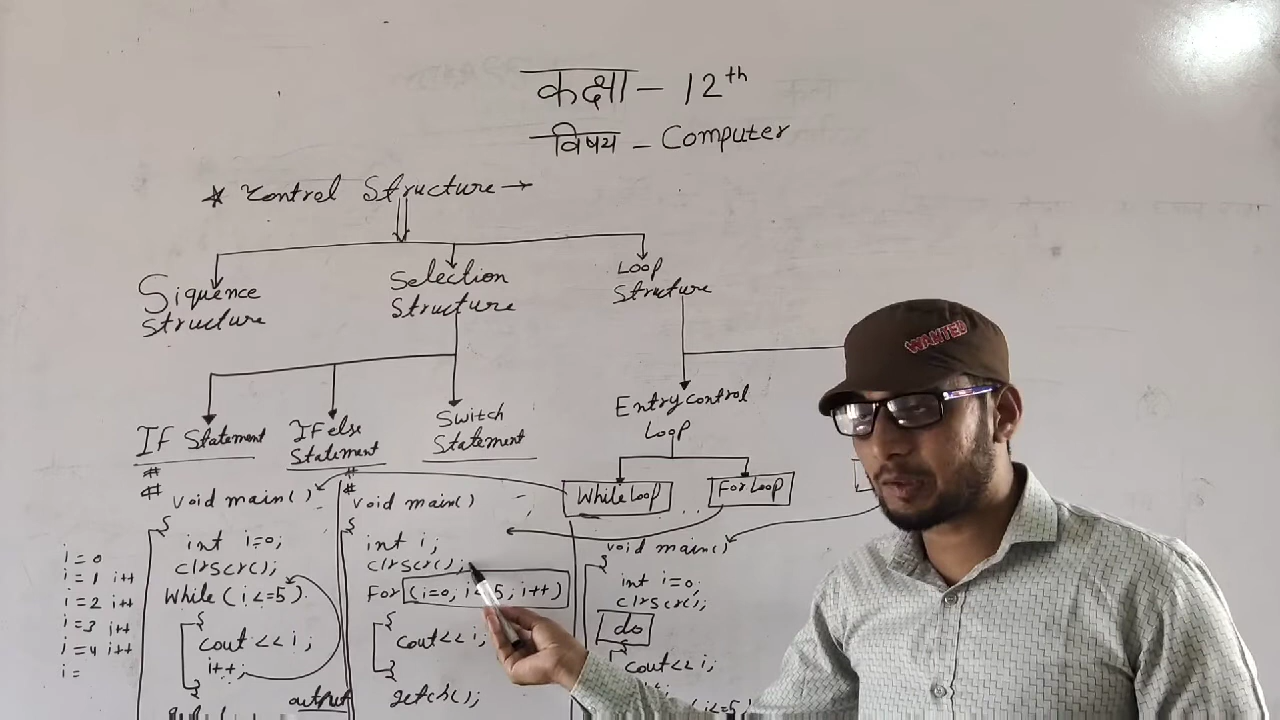 कक्षा - 12th
विषय - Computer
* Control Structure →
Siquence Structure
Selection Structure
Loop Structure
WANTED
Entry control Loop
IF Statement
IF else Statement
Switch Statement
While Loop
For Loop
#
#
void main()
{
int i=0;
clrscr();
While (i<=5)
{
cout<<i;
i++;
}
i=0
i=1 i++
i=2 i++
i=3 i++
i=4 i++
i=
output
#
#
void main()
{
int i;
clrscr();
For (i=0; i<=5; i++)
{
cout<<i;
}
getch();
void main()
{
int i=0;
clrscr();
do
{
cout<<i;
(i<=5);